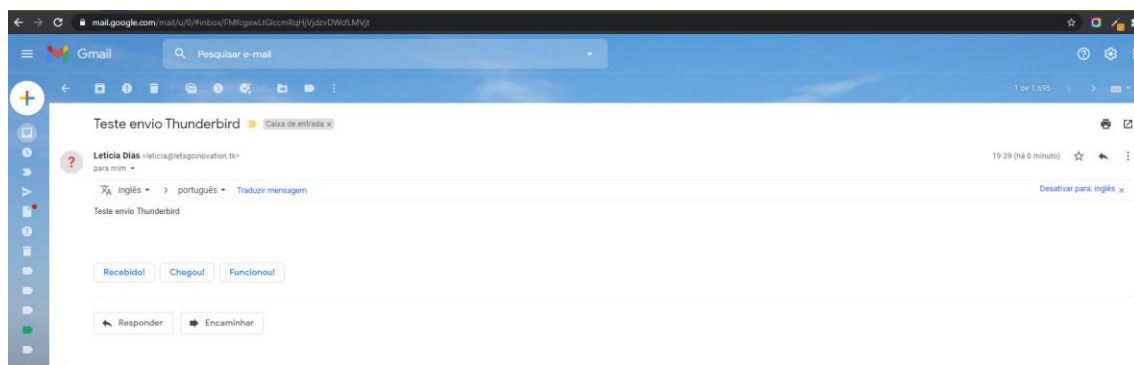 mail.google.com/mail/u/0/#inbox/FMfcgxwLtGlccmRqHjVjdzvDWcfLMVjt
Gmail
Pesquisar e-mail
1 de 1.695
Teste envio Thunderbird Caixa de entrada x
Letícia Dias <leticia@letsgoinovation.tk> 19:39 (há 0 minuto)
para mim
inglês > português Traduzir mensagem Desativar para: inglês x
Teste envio Thunderbird
Recebido! Chegou! Funcionou!
Responder Encaminhar